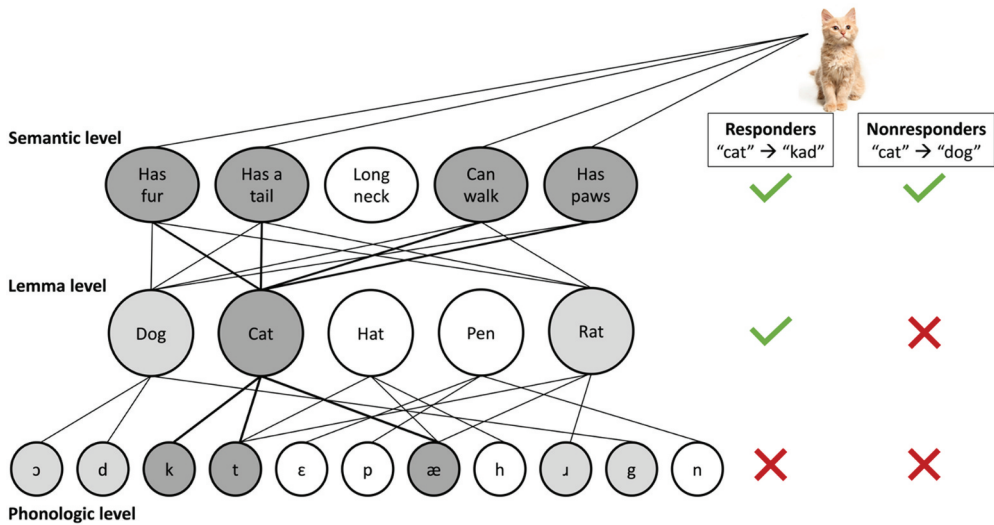 Semantic level
Responders
“cat” → “kad”
Nonresponders
“cat” → “dog”
Has
fur
Has a
tail
Long
neck
Can
walk
Has
paws
Lemma level
Dog
Cat
Hat
Pen
Rat
ɔ
d
k
t
ɛ
p
æ
h
ɹ
g
n
Phonologic level